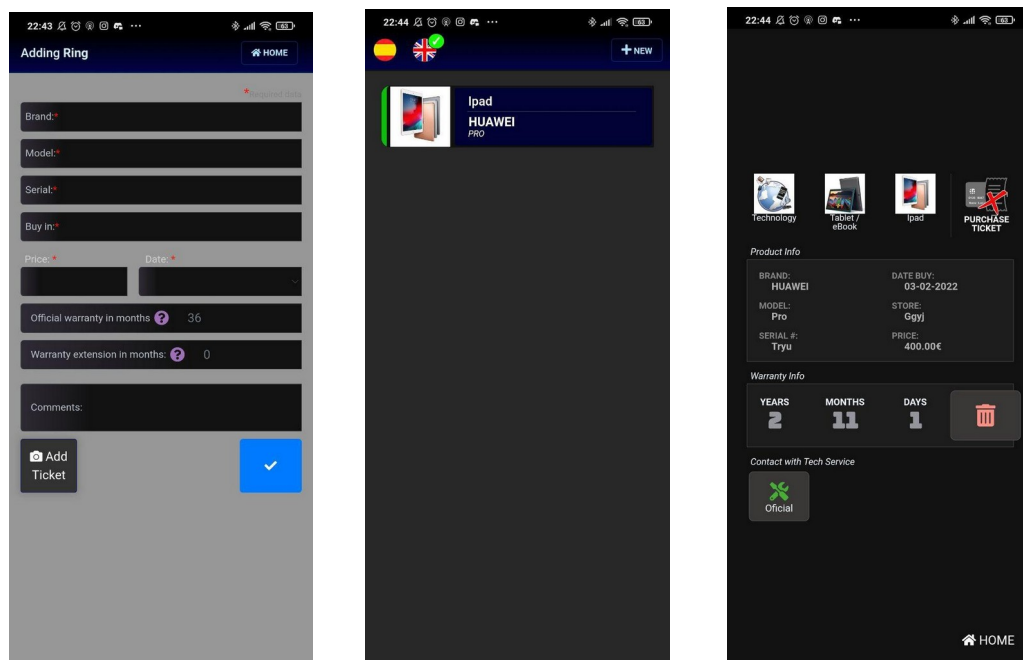 22:43
63
Adding Ring
HOME
*Required data
Brand:*
Model:*
Serial:*
Buy in:*
Price: * Date: *
Official warranty in months ? 36
Warranty extension in months: ? 0
Comments:
Add
Ticket
22:44
63
+ NEW
Ipad
HUAWEI
PRO
22:44
63
Technology
Tablet /
eBook
Ipad
PURCHASE
TICKET
Product Info
BRAND: DATE BUY:
HUAWEI 03-02-2022
MODEL: STORE:
Pro Ggyj
SERIAL #: PRICE:
Tryu 400.00€
Warranty Info
YEARS MONTHS DAYS
2 11 1
Contact with Tech Service
Oficial
HOME